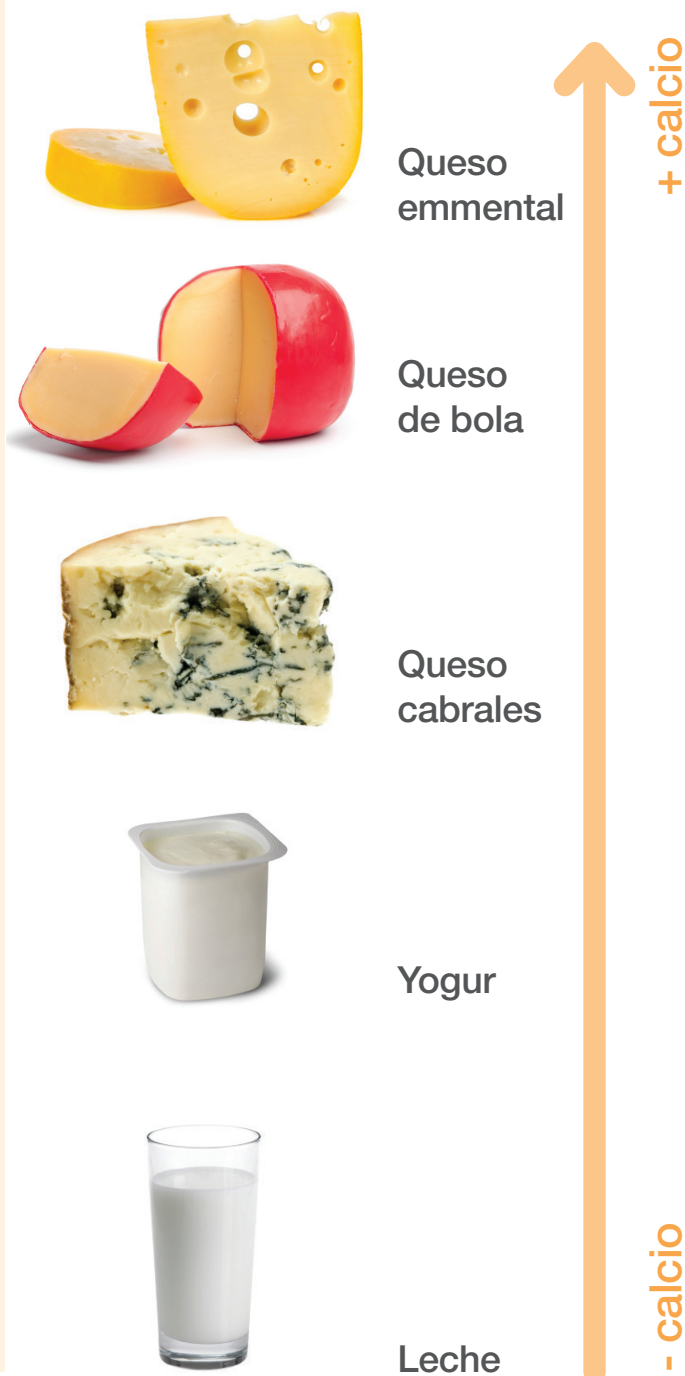 + calcio
Queso
emmental
Queso
de bola
Queso
cabrales
Yogur
Leche
- calcio